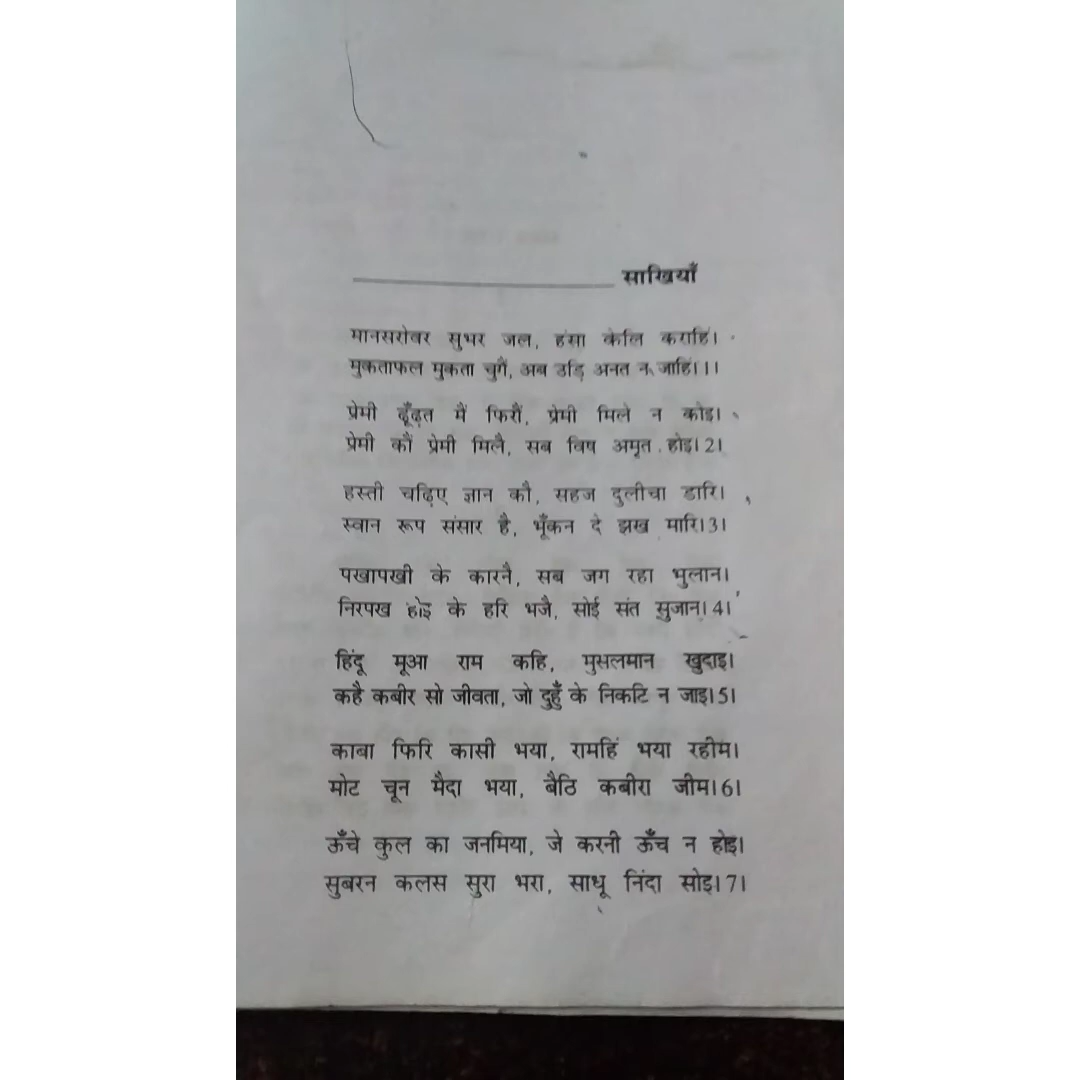 साखियाँ
मानसरोवर सुभर जल, हंसा केलि कराहिं।
मुकताफल मुकता चुगैं, अब उड़ि अनत न जाहिं।1।
प्रेमी ढूँढ़त मैं फिरौं, प्रेमी मिले न कोइ।
प्रेमी कौं प्रेमी मिलै, सब विष अमृत होइ।2।
हस्ती चढ़िए ज्ञान कौ, सहज दुलीचा डारि।
स्वान रूप संसार है, भूँकन दे झख मारि।3।
पखापखी के कारनै, सब जग रहा भुलान।
निरपख होइ के हरि भजै, सोई संत सुजान।4।
हिंदू मूआ राम कहि, मुसलमान खुदाइ।
कहै कबीर सो जीवता, जो दुहुँ के निकटि न जाइ।5।
काबा फिरि कासी भया, रामहिं भया रहीम।
मोट चून मैदा भया, बैठि कबीरा जीम।6।
ऊँचे कुल का जनमिया, जे करनी ऊँच न होइ।
सुबरन कलस सुरा भरा, साधू निंदा सोइ।7।